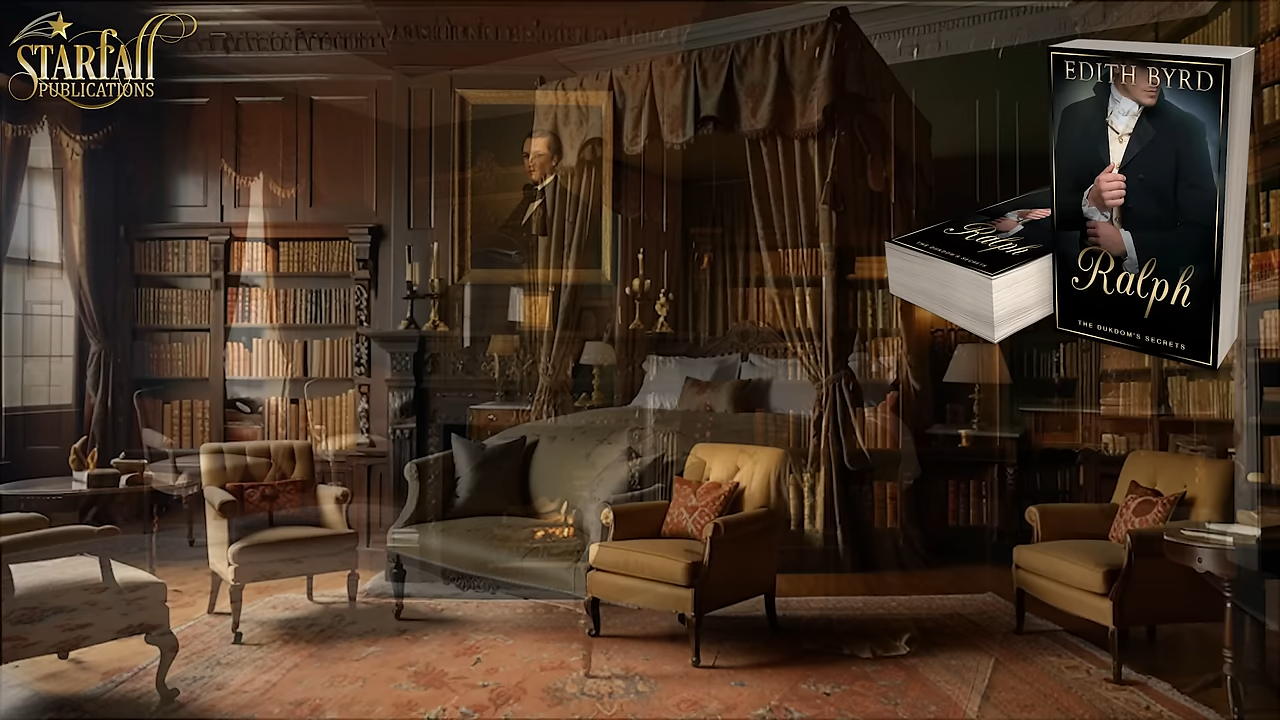 STARfall
PUBLICATIONS
EDITH BYRD
Ralph
THE DUKDOM'S SECRETS
Ralph
THE DUKDOM'S SECRETS